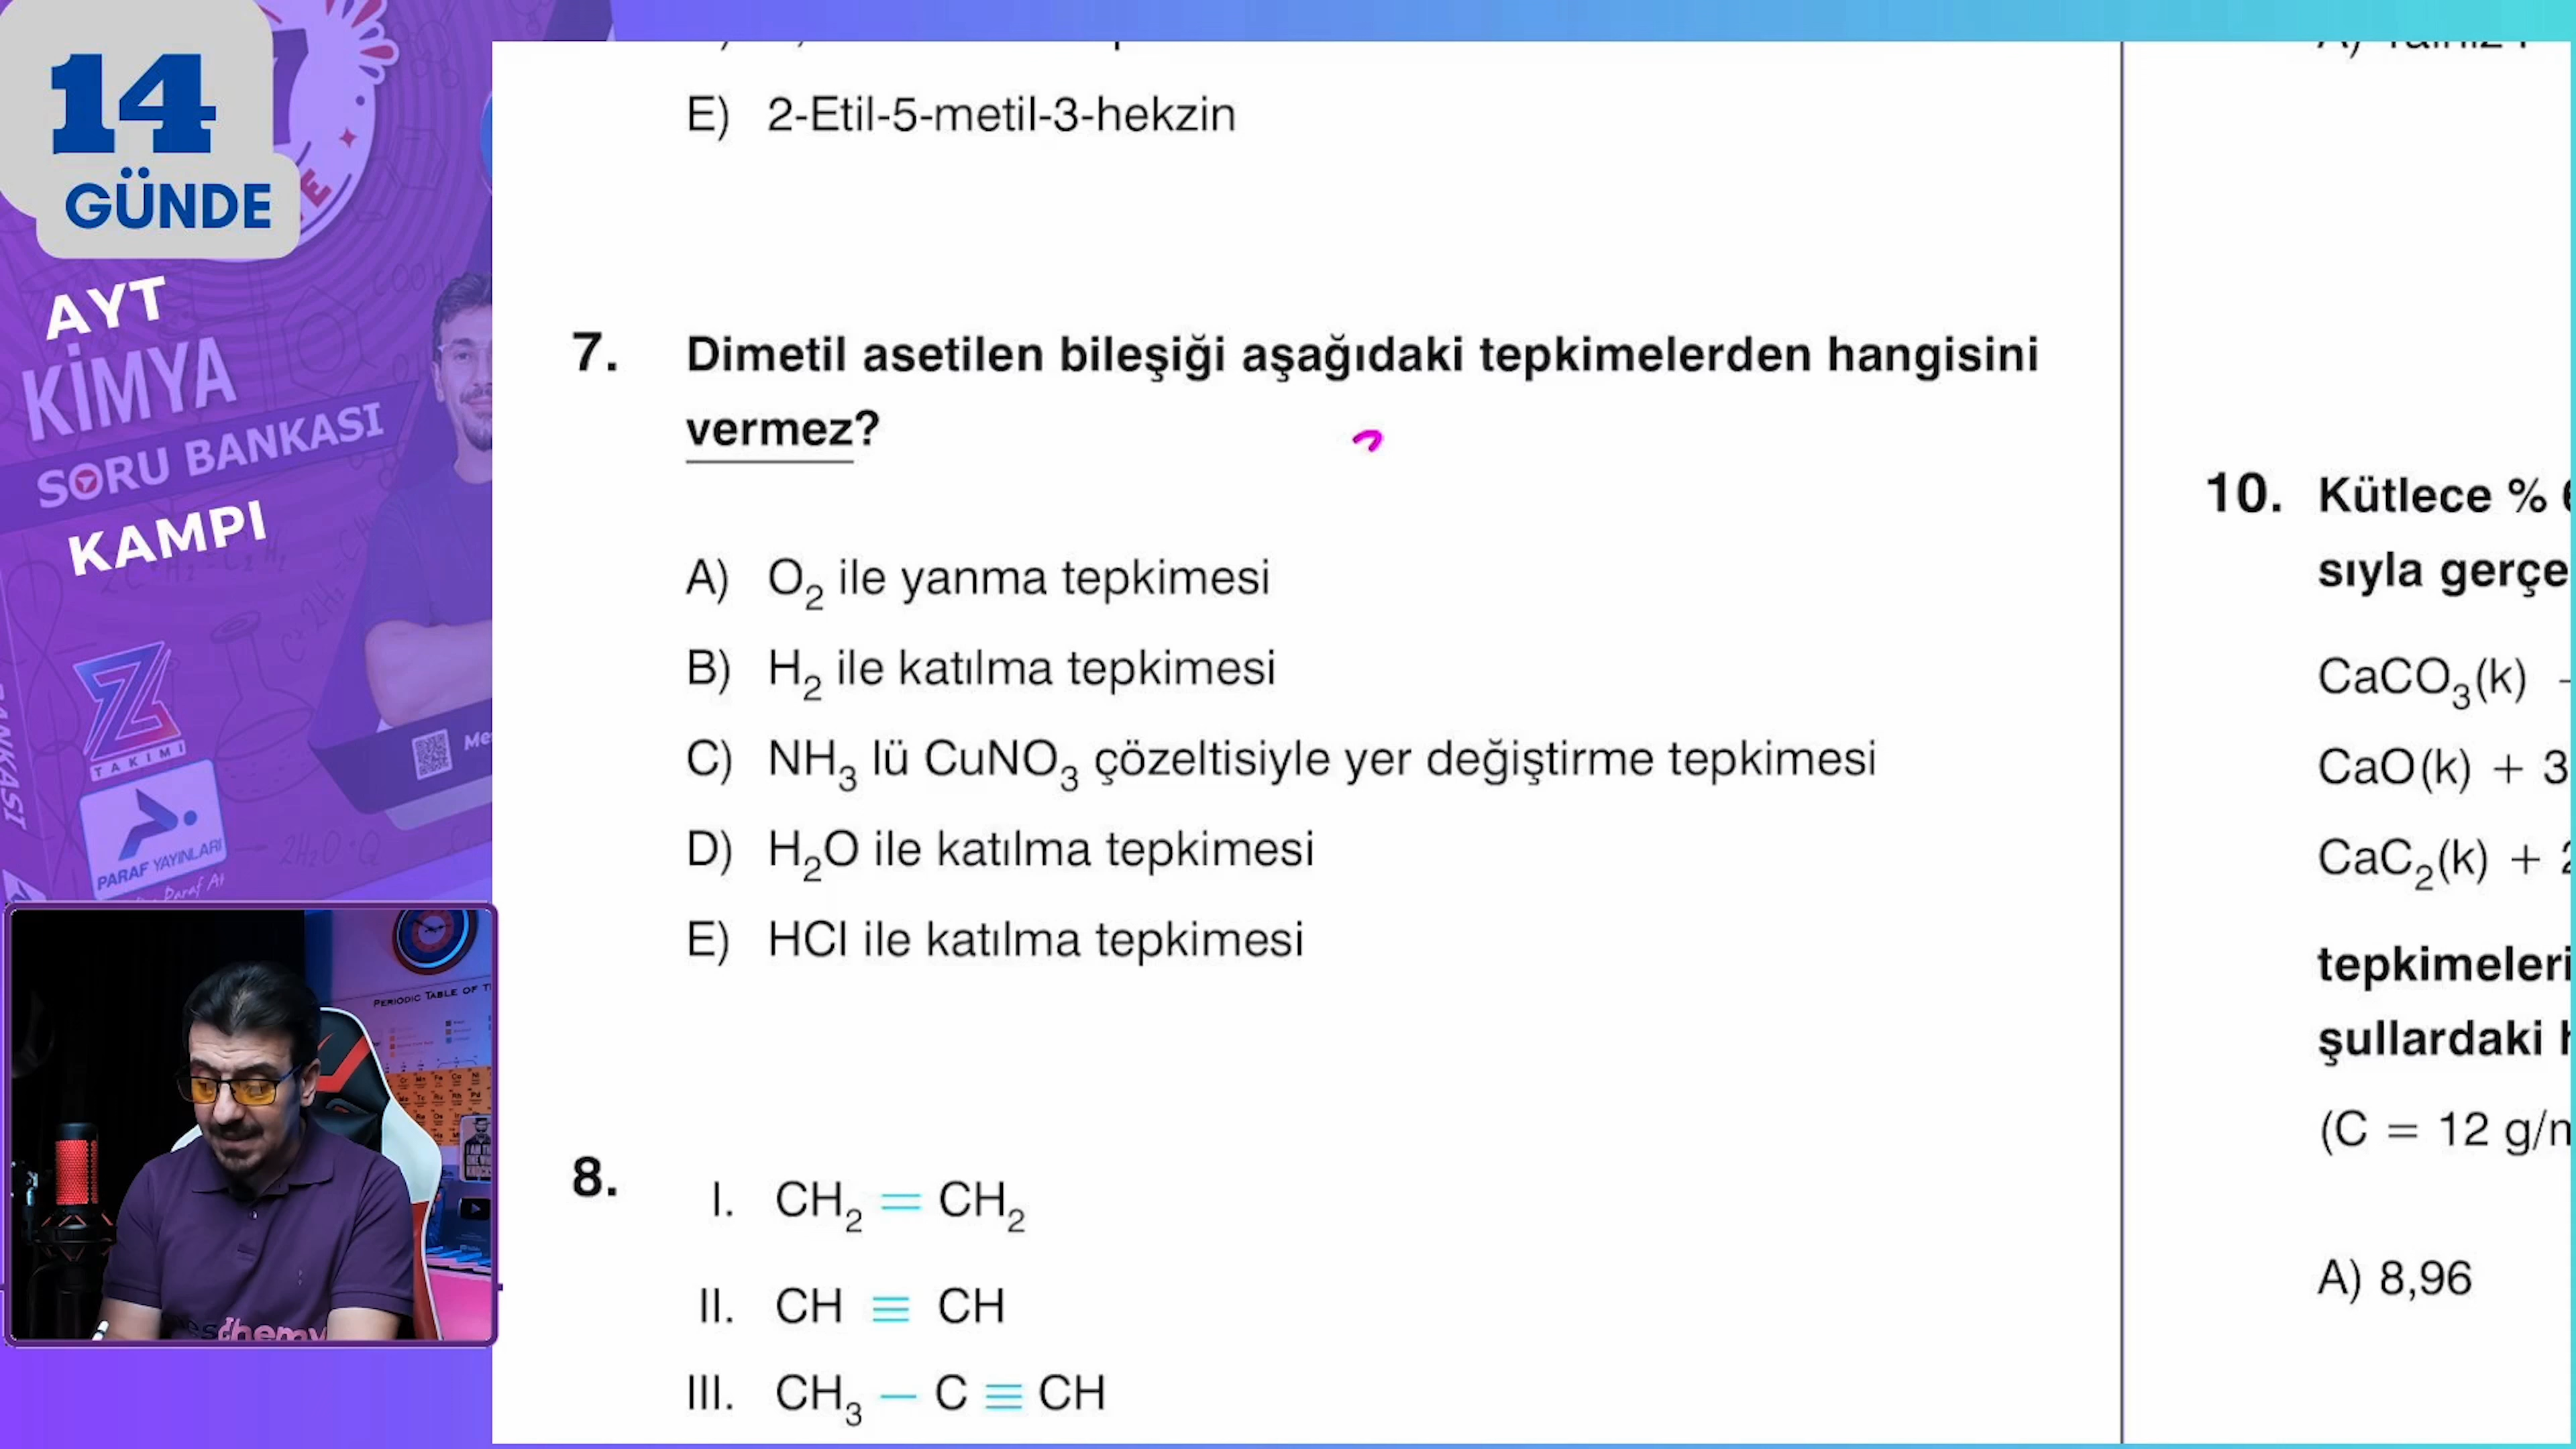 14
GÜNDE
AYT
KİMYA
SORU BANKASI
KAMPI
TAKIMI
PARAF YAYINLARI
PERIODIC TABLE OF
E) 2-Etil-5-metil-3-hekzin
7. Dimetil asetilen bileşiği aşağıdaki tepkimelerden hangisini
vermez?
A) O₂ ile yanma tepkimesi
B) H₂ ile katılma tepkimesi
C) NH₃ lü CuNO₃ çözeltisiyle yer değiştirme tepkimesi
D) H₂O ile katılma tepkimesi
E) HCl ile katılma tepkimesi
8.
I. CH₂ = CH₂
II. CH ≡ CH
III. CH₃ – C ≡ CH
10. Kütlece %
sıyla gerçe
CaCO₃(k)
CaO(k) + 3
CaC₂(k) +
tepkimeleri
şullardaki
(C = 12 g/
A) 8,96